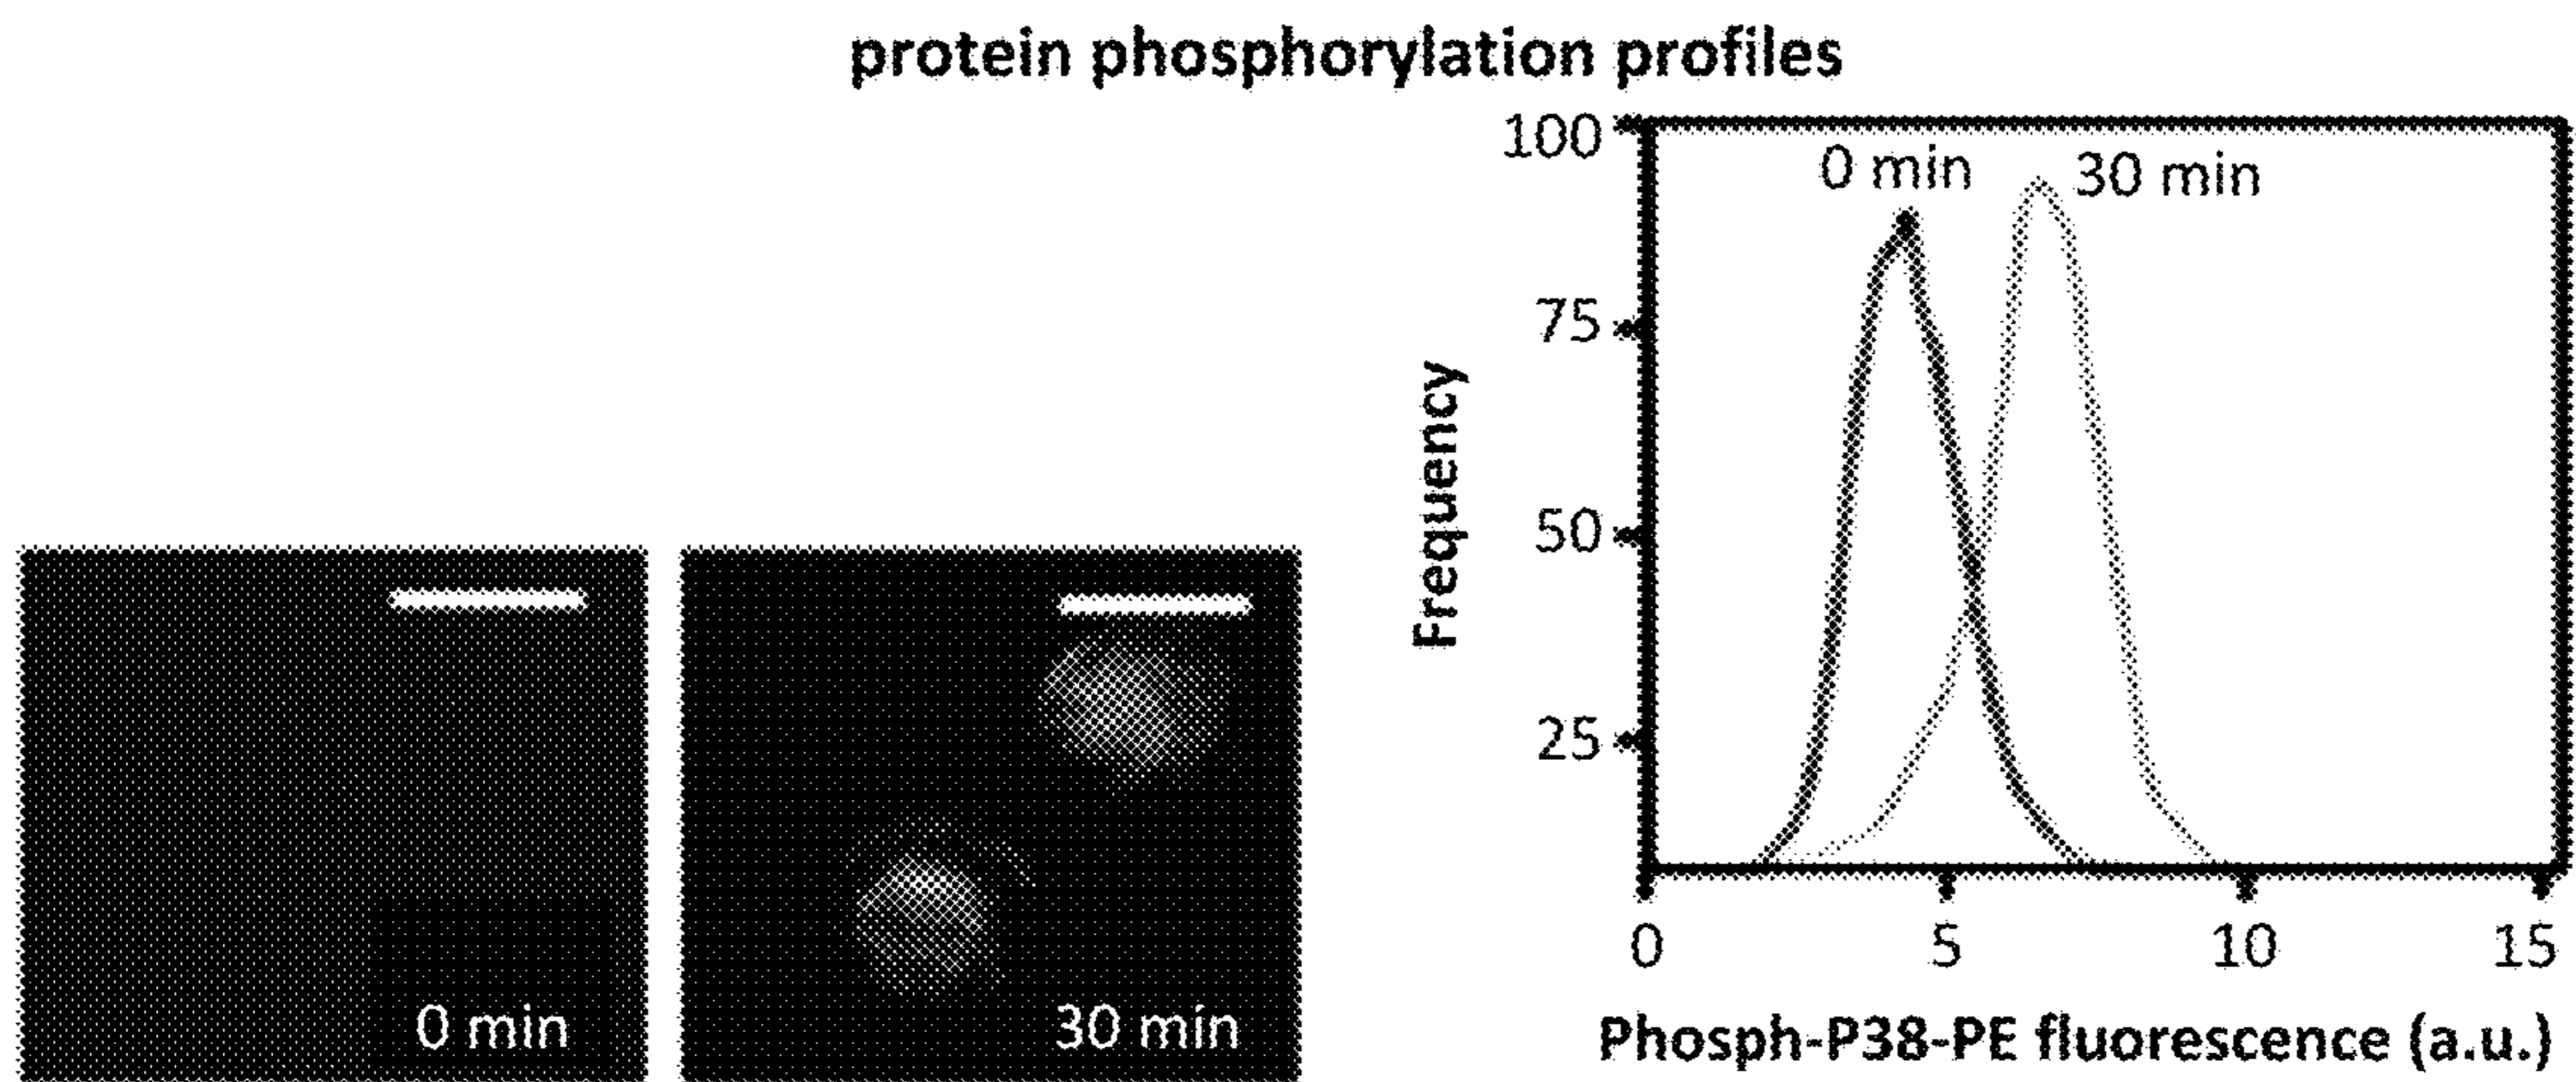 protein phosphorylation profiles
0 min
30 min
100
75
50
25
Frequency
0 min
30 min
0
5
10
15
Phosph-P38-PE fluorescence (a.u.)